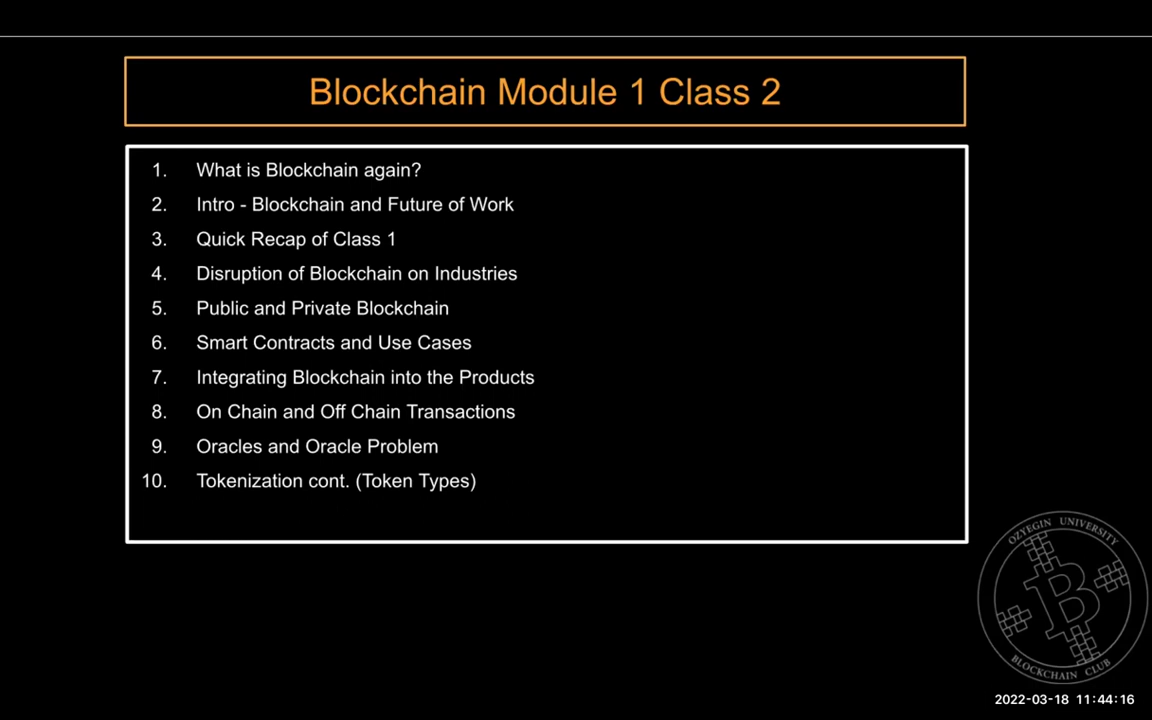 Blockchain Module 1 Class 2
1. What is Blockchain again?
2. Intro - Blockchain and Future of Work
3. Quick Recap of Class 1
4. Disruption of Blockchain on Industries
5. Public and Private Blockchain
6. Smart Contracts and Use Cases
7. Integrating Blockchain into the Products
8. On Chain and Off Chain Transactions
9. Oracles and Oracle Problem
10. Tokenization cont. (Token Types)
OZYEGIN UNIVERSITY
BLOCKCHAIN CLUB
2022-03-18 11:44:16